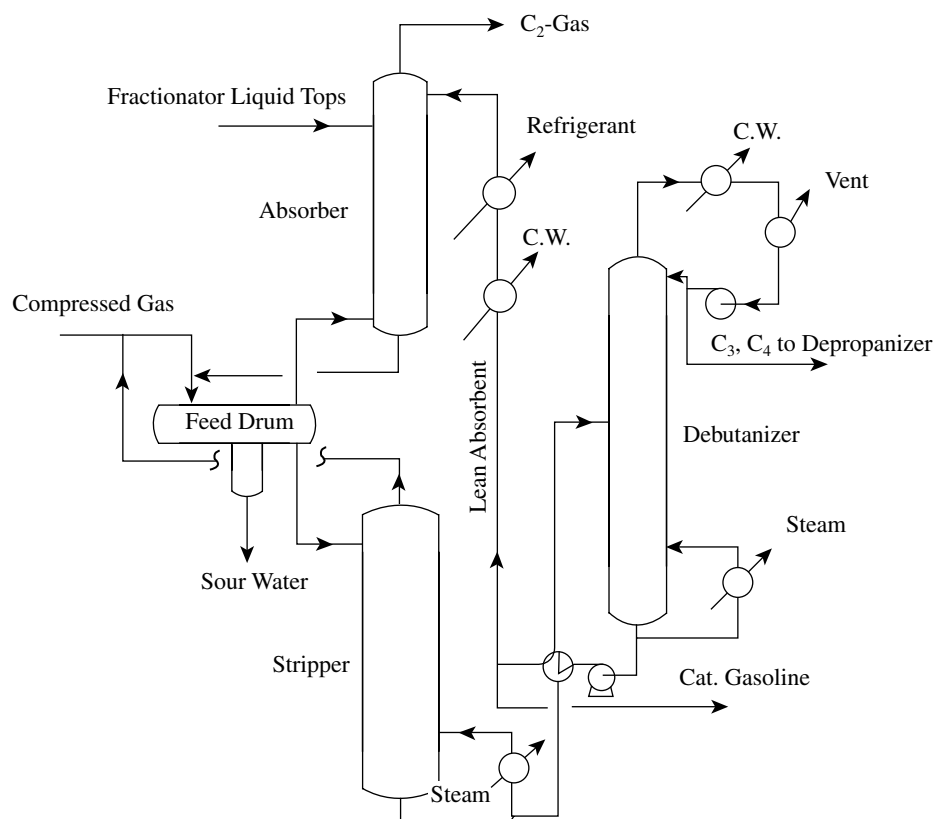 C₂-Gas
Fractionator Liquid Tops
Refrigerant
C.W.
Vent
Absorber
C.W.
Compressed Gas
C₃, C₄ to Depropanizer
Feed Drum
Debutanizer
Lean Absorbent
Steam
Sour Water
Stripper
Cat. Gasoline
Steam